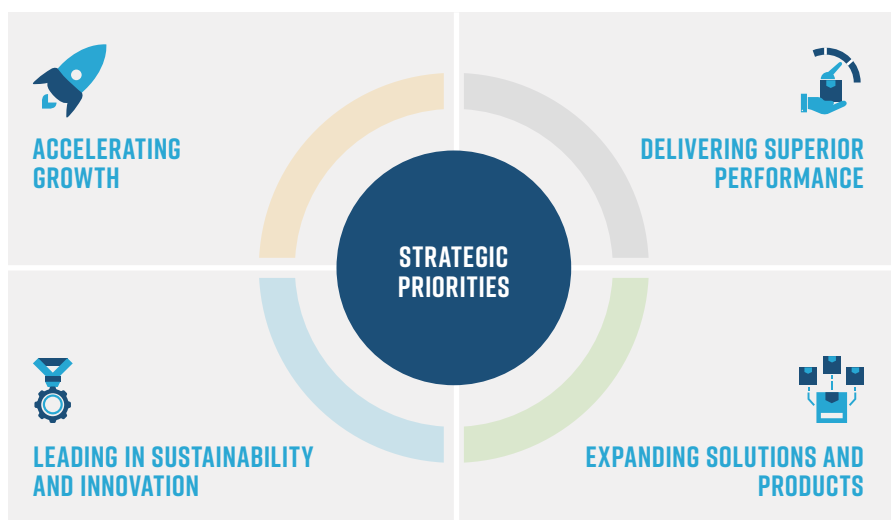 ACCELERATING
GROWTH
DELIVERING SUPERIOR
PERFORMANCE
STRATEGIC
PRIORITIES
LEADING IN SUSTAINABILITY
AND INNOVATION
EXPANDING SOLUTIONS AND
PRODUCTS